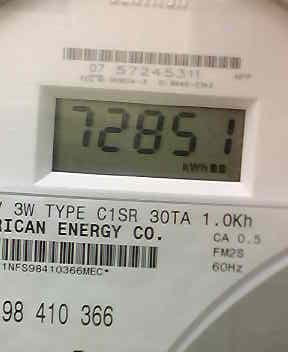 07 57245311
72851
kWh
V 3W TYPE C1SR 30TA 1.0Kh
RICAN ENERGY CO.
CA 0.5
FM2S
60Hz
1NFS98410366MEC*
98 410 366